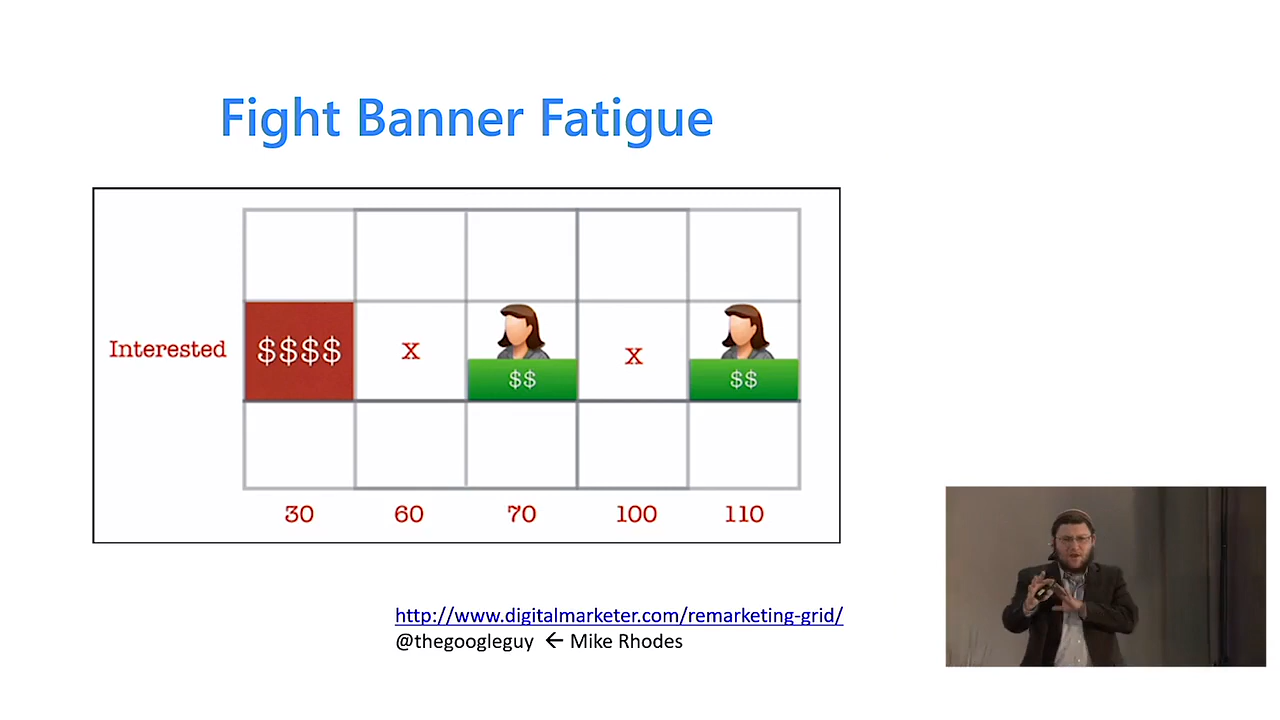 Fight Banner Fatigue
Interested
$$$$
x
$$
x
$$
30 60 70 100 110
http://www.digitalmarketer.com/remarketing-grid/
@thegoogleguy ← Mike Rhodes